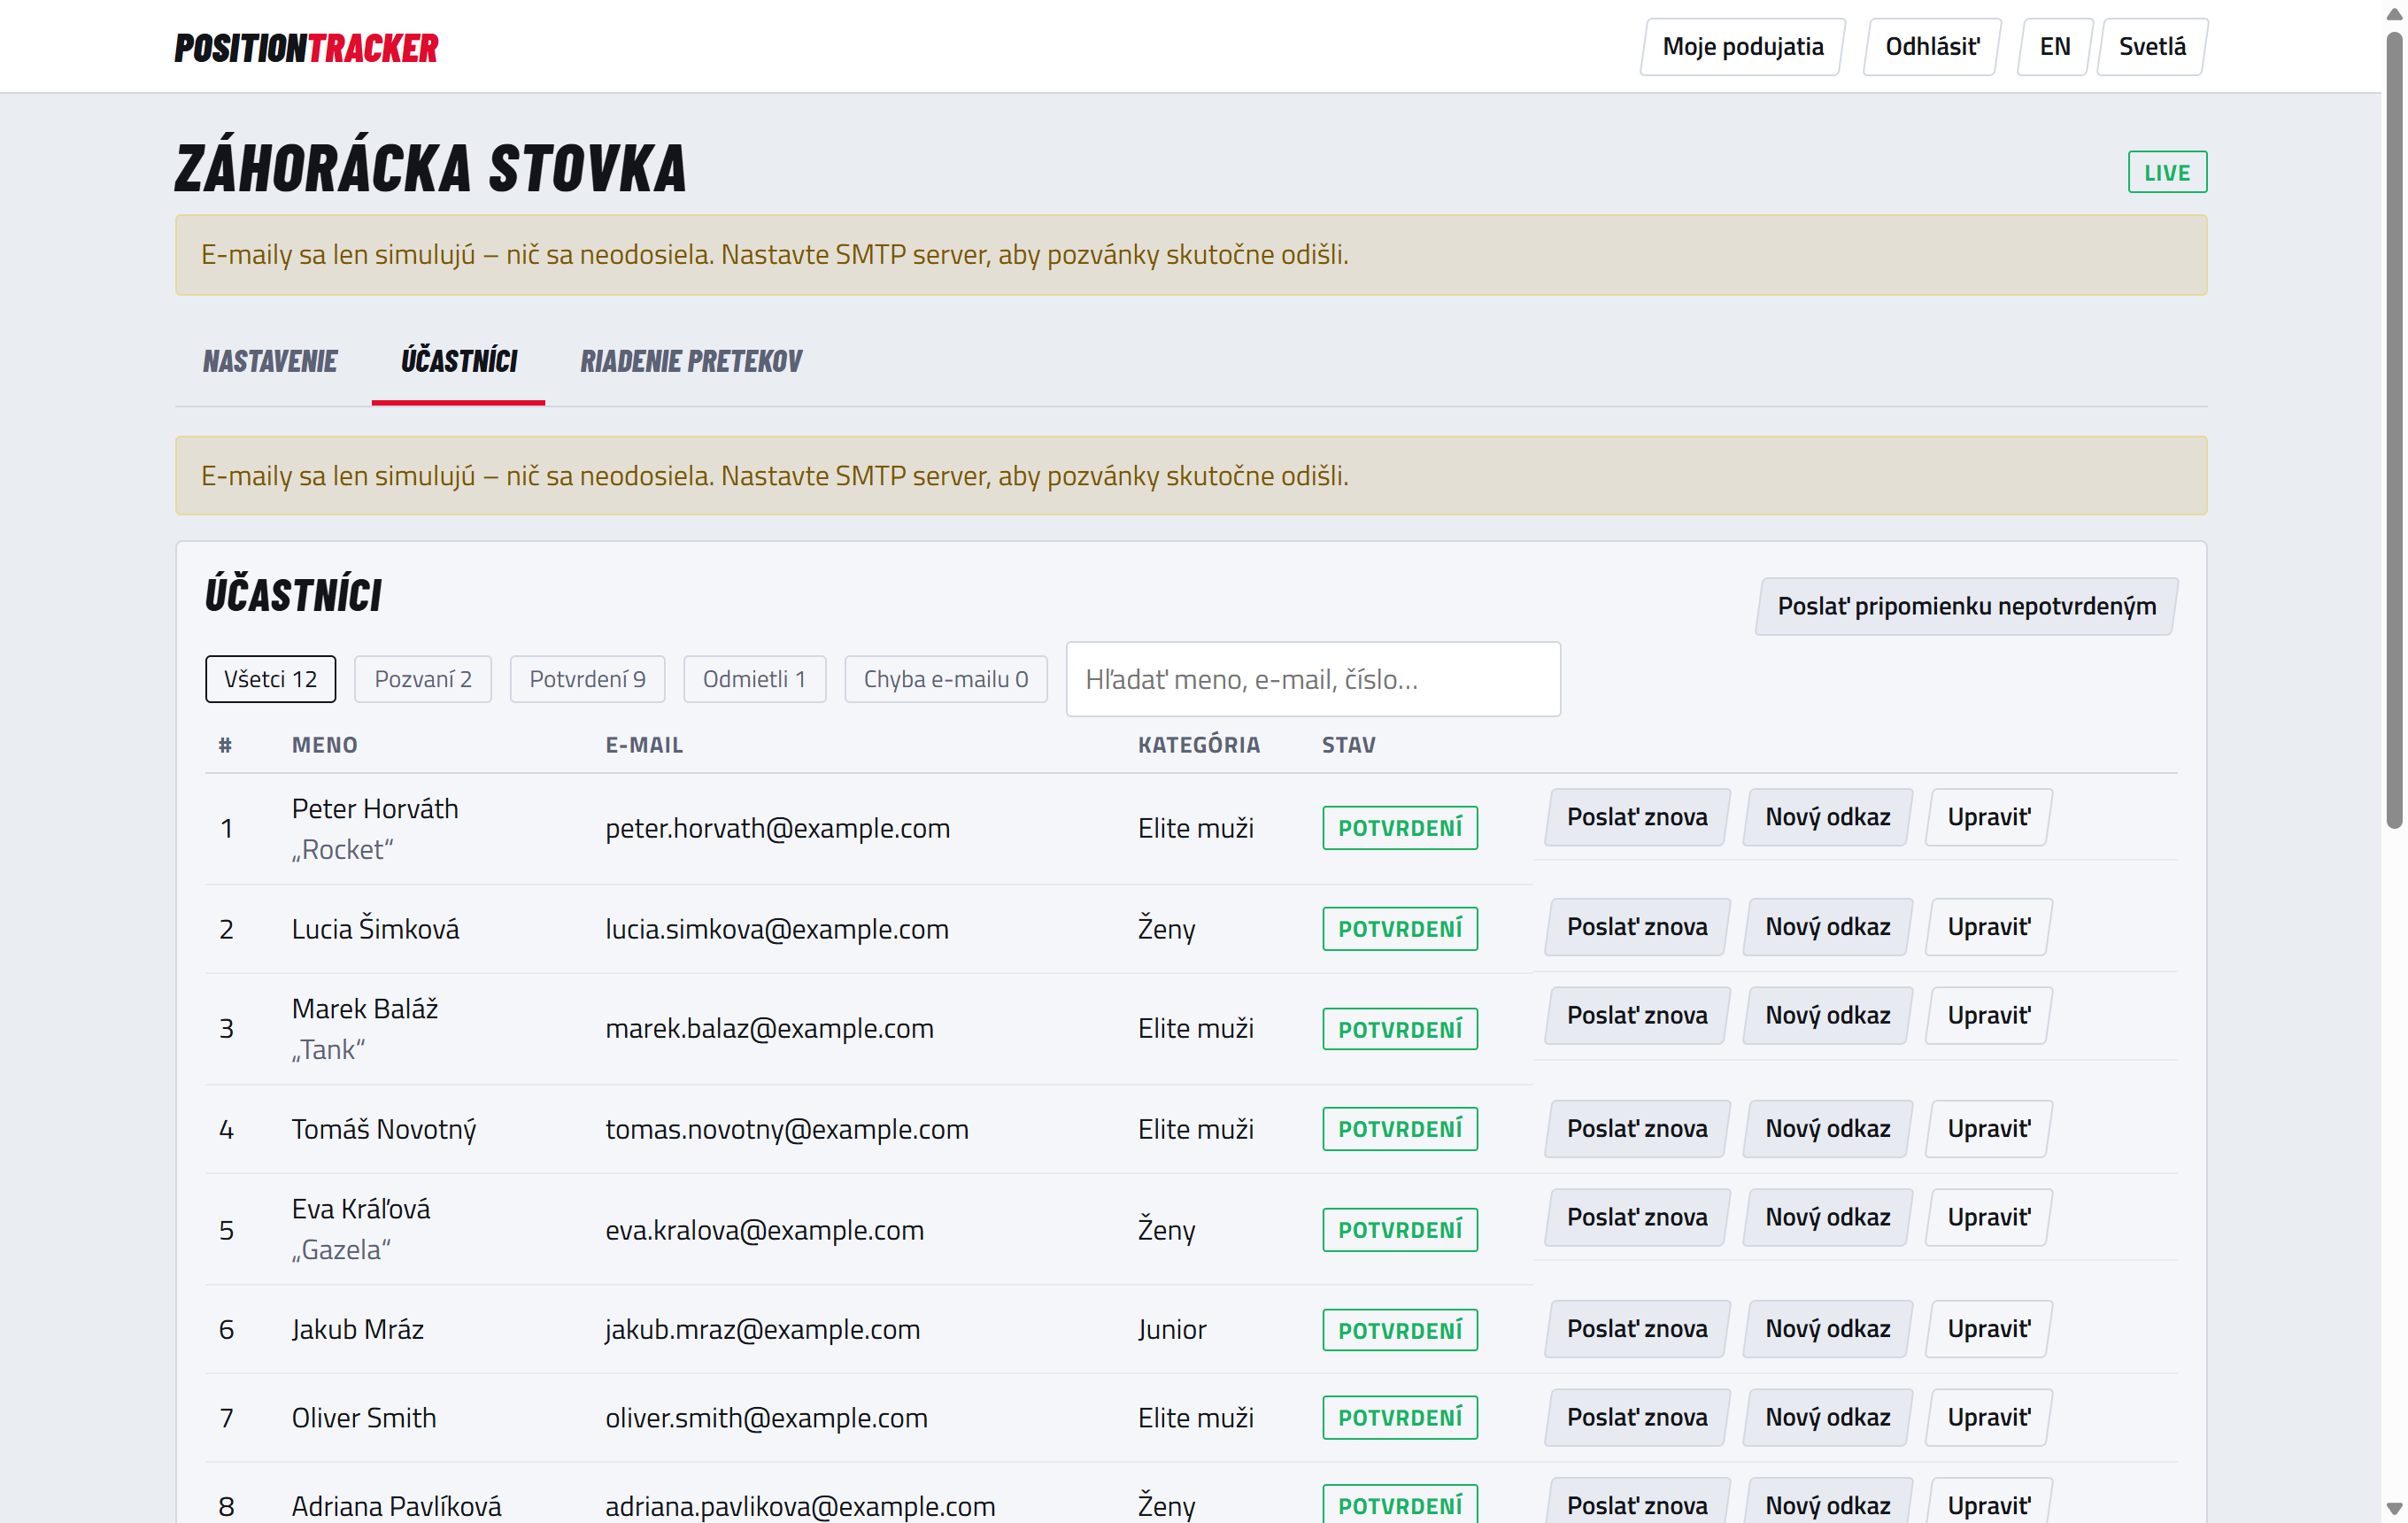 POSITIONTRACKER
Moje podujatia
Odhlásiť
EN
Svetlá
ZÁHORÁCKA STOVKA
LIVE
E-maily sa len simulujú – nič sa neodosiela. Nastavte SMTP server, aby pozvánky skutočne odišli.
NASTAVENIE
ÚČASTNÍCI
RIADENIE PRETEKOV
E-maily sa len simulujú – nič sa neodosiela. Nastavte SMTP server, aby pozvánky skutočne odišli.
ÚČASTNÍCI
Poslať pripomienku nepotvrdeným
Všetci 12
Pozvaní 2
Potvrdení 9
Odmietli 1
Chyba e-mailu 0
Hľadať meno, e-mail, číslo...
# MENO E-MAIL KATEGÓRIA STAV
1 Peter Horváth peter.horvath@example.com Elite muži POTVRDENÍ Poslať znova Nový odkaz Upraviť
„Rocket“
2 Lucia Šimková lucia.simkova@example.com Ženy POTVRDENÍ Poslať znova Nový odkaz Upraviť
3 Marek Baláž marek.balaz@example.com Elite muži POTVRDENÍ Poslať znova Nový odkaz Upraviť
„Tank“
4 Tomáš Novotný tomas.novotny@example.com Elite muži POTVRDENÍ Poslať znova Nový odkaz Upraviť
5 Eva Kráľová eva.kralova@example.com Ženy POTVRDENÍ Poslať znova Nový odkaz Upraviť
„Gazela“
6 Jakub Mráz jakub.mraz@example.com Junior POTVRDENÍ Poslať znova Nový odkaz Upraviť
7 Oliver Smith oliver.smith@example.com Elite muži POTVRDENÍ Poslať znova Nový odkaz Upraviť
8 Adriana Pavlíková adriana.pavlikova@example.com Ženy POTVRDENÍ Poslať znova Nový odkaz Upraviť